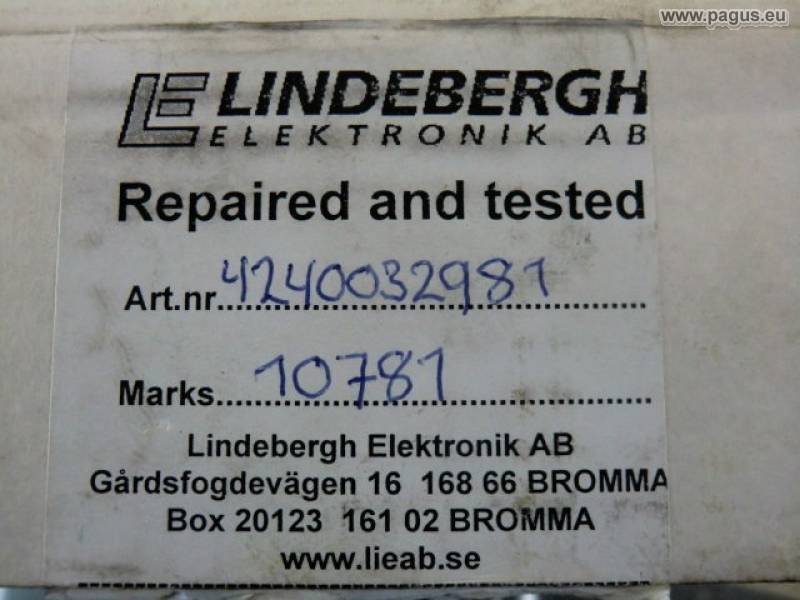 www.pagus.eu
LE LINDEBERGH
ELEKTRONIK AB
Repaired and tested
Art.nr.4240032981
Marks.10781
Lindebergh Elektronik AB
Gårdsfogdevägen 16 168 66 BROMMA
Box 20123 161 02 BROMMA
www.lieab.se